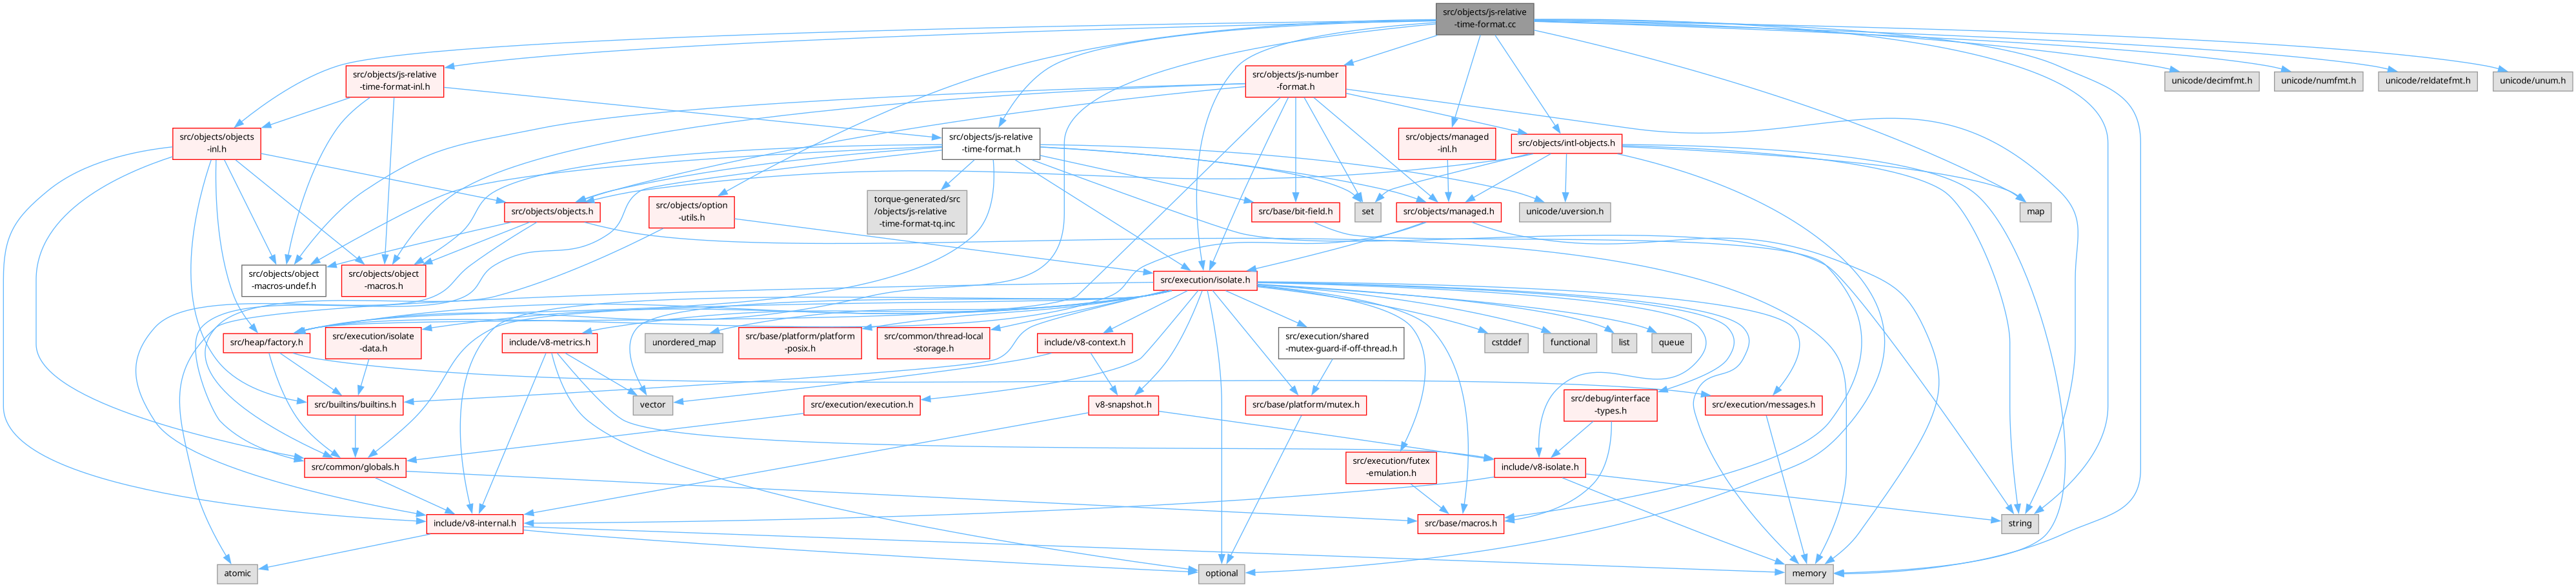 src/objects/js-relative
-time-format.cc
src/objects/js-relative
-time-format-inl.h
src/objects/js-number
-format.h
unicode/decimfmt.h
unicode/numfmt.h
unicode/reldatefmt.h
unicode/unum.h
src/objects/objects
-inl.h
src/objects/js-relative
-time-format.h
src/objects/managed
-inl.h
src/objects/intl-objects.h
torque-generated/src
/objects/js-relative
-time-format-tq.inc
src/objects/objects.h
src/objects/option
-utils.h
src/base/bit-field.h
set
src/objects/managed.h
unicode/uversion.h
map
src/objects/object
-macros-undef.h
src/objects/object
-macros.h
src/execution/isolate.h
src/heap/factory.h
src/execution/isolate
-data.h
include/v8-metrics.h
unordered_map
src/base/platform/platform
-posix.h
src/common/thread-local
-storage.h
include/v8-context.h
src/execution/shared
-mutex-guard-if-off-thread.h
cstddef
functional
list
queue
src/builtins/builtins.h
vector
src/execution/execution.h
v8-snapshot.h
src/base/platform/mutex.h
src/debug/interface
-types.h
src/execution/messages.h
src/common/globals.h
src/execution/futex
-emulation.h
include/v8-isolate.h
include/v8-internal.h
src/base/macros.h
string
atomic
optional
memory